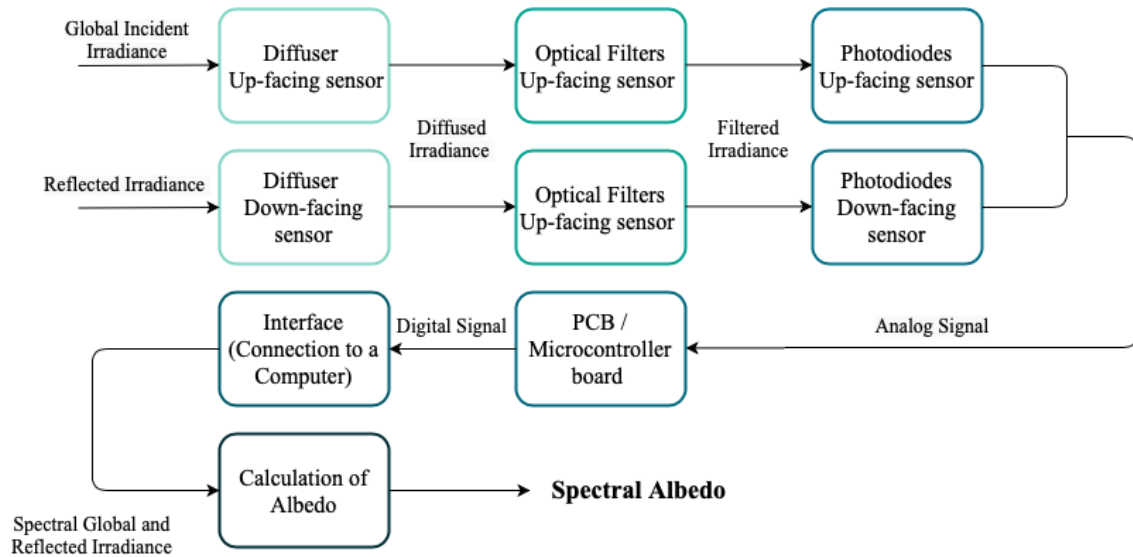 Global Incident
Irradiance
Diffuser
Up-facing sensor
Optical Filters
Up-facing sensor
Photodiodes
Up-facing sensor
Diffused
Irradiance
Filtered
Irradiance
Reflected Irradiance
Diffuser
Down-facing
sensor
Optical Filters
Up-facing sensor
Photodiodes
Down-facing
sensor
Interface
(Connection to a
Computer)
Digital Signal
PCB /
Microcontroller
board
Analog Signal
Calculation of
Albedo
Spectral Albedo
Spectral Global and
Reflected Irradiance